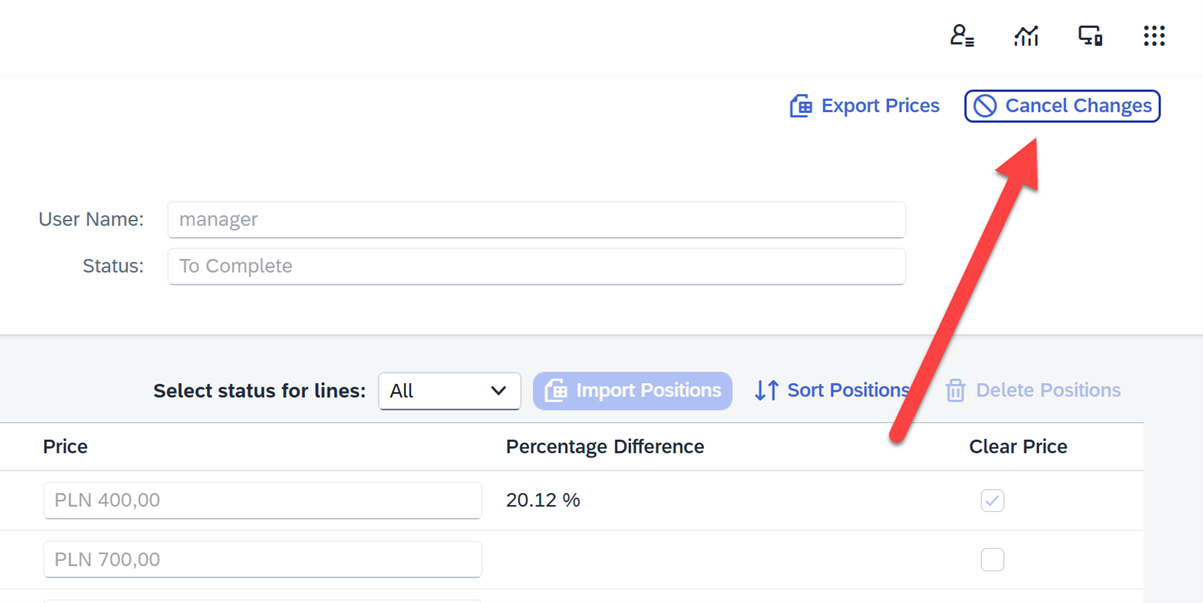 Export Prices Cancel Changes
User Name: manager
Status: To Complete
Select status for lines: All Import Positions Sort Positions Delete Positions
Price Percentage Difference Clear Price
PLN 400,00 20.12 %
PLN 700,00